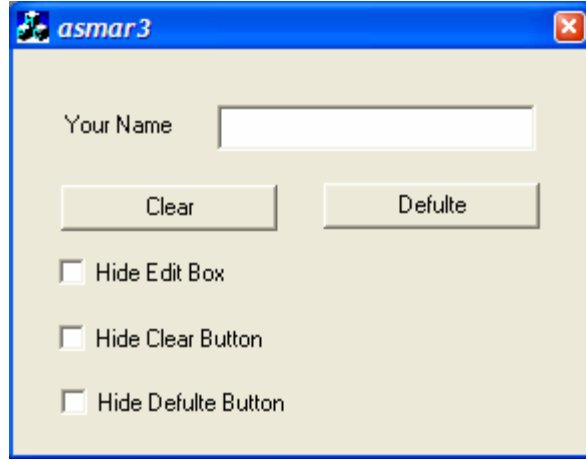 asmar3
Your Name
Clear Defulte
Hide Edit Box
Hide Clear Button
Hide Defulte Button